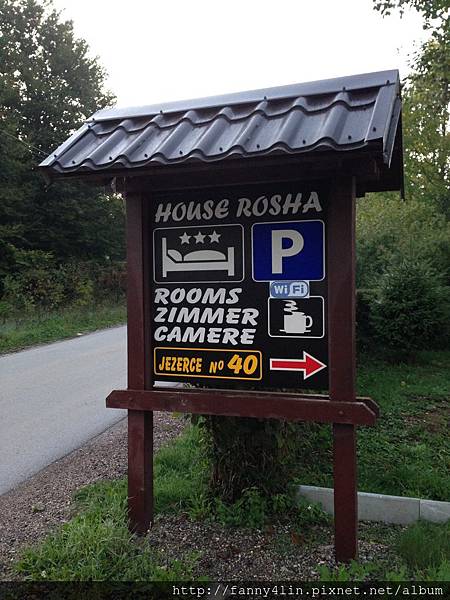 HOUSE ROSHA
P
WiFi
ROOMS
ZIMMER
CAMERE
JEZERCE No 40
http://fanny4lin.pixnet.net/album